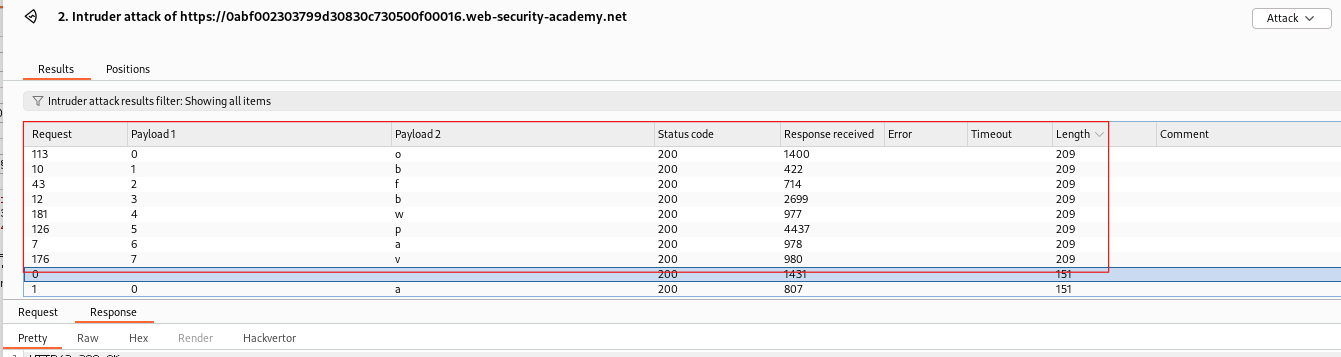 2. Intruder attack of https://0abf002303799d30830c730500f00016.web-security-academy.net
Attack
Results Positions
Intruder attack results filter: Showing all items
Request Payload 1 Payload 2 Status code Response received Error Timeout Length Comment
113 0 o 200 1400 209
10 1 b 200 422 209
43 2 f 200 714 209
12 3 b 200 2699 209
181 4 w 200 977 209
126 5 p 200 4437 209
7 6 a 200 978 209
176 7 v 200 980 209
0 200 1431 151
1 0 a 200 807 151
Request Response
Pretty Raw Hex Render Hackvertor